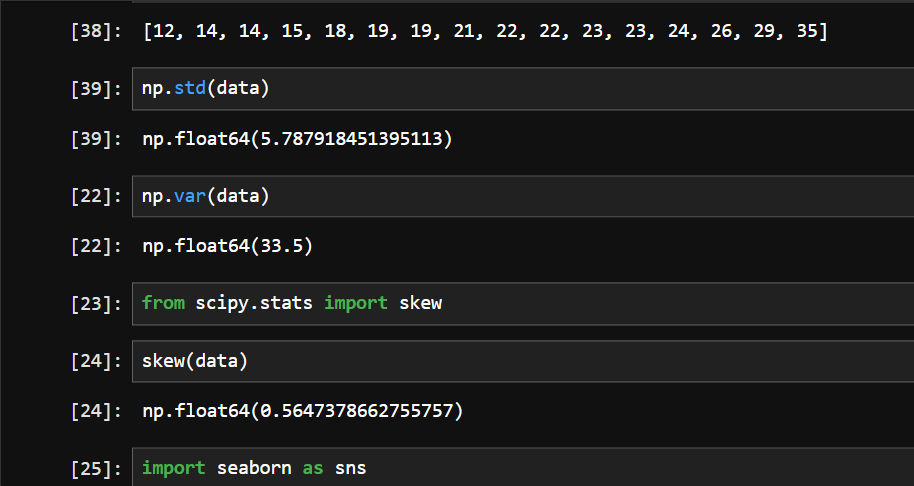 [38]: [12, 14, 14, 15, 18, 19, 19, 21, 22, 22, 23, 23, 24, 26, 29, 35]
[39]: np.std(data)
[39]: np.float64(5.787918451395113)
[22]: np.var(data)
[22]: np.float64(33.5)
[23]: from scipy.stats import skew
[24]: skew(data)
[24]: np.float64(0.5647378662755757)
[25]: import seaborn as sns